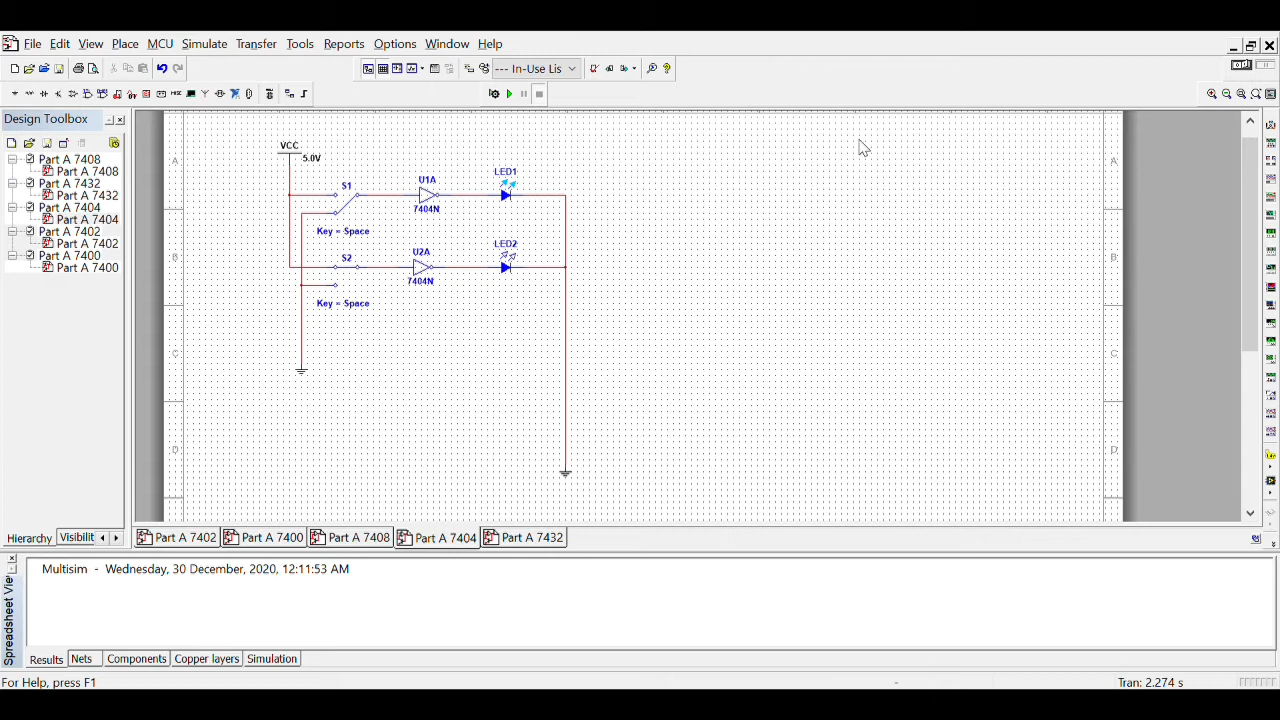 File Edit View Place MCU Simulate Transfer Tools Reports Options Window Help
--- In-Use Lis
Design Toolbox
Part A 7408
Part A 7408
Part A 7432
Part A 7432
Part A 7404
Part A 7404
Part A 7402
Part A 7402
Part A 7400
Part A 7400
Hierarchy Visibilit
A
B
C
D
VCC
5.0V
S1
Key = Space
U1A
7404N
LED1
S2
Key = Space
U2A
7404N
LED2
A
B
C
D
Part A 7402 Part A 7400 Part A 7408 Part A 7404 Part A 7432
Spreadsheet Vie
Multisim - Wednesday, 30 December, 2020, 12:11:53 AM
Results Nets Components Copper layers Simulation
For Help, press F1 - Tran: 2.274 s